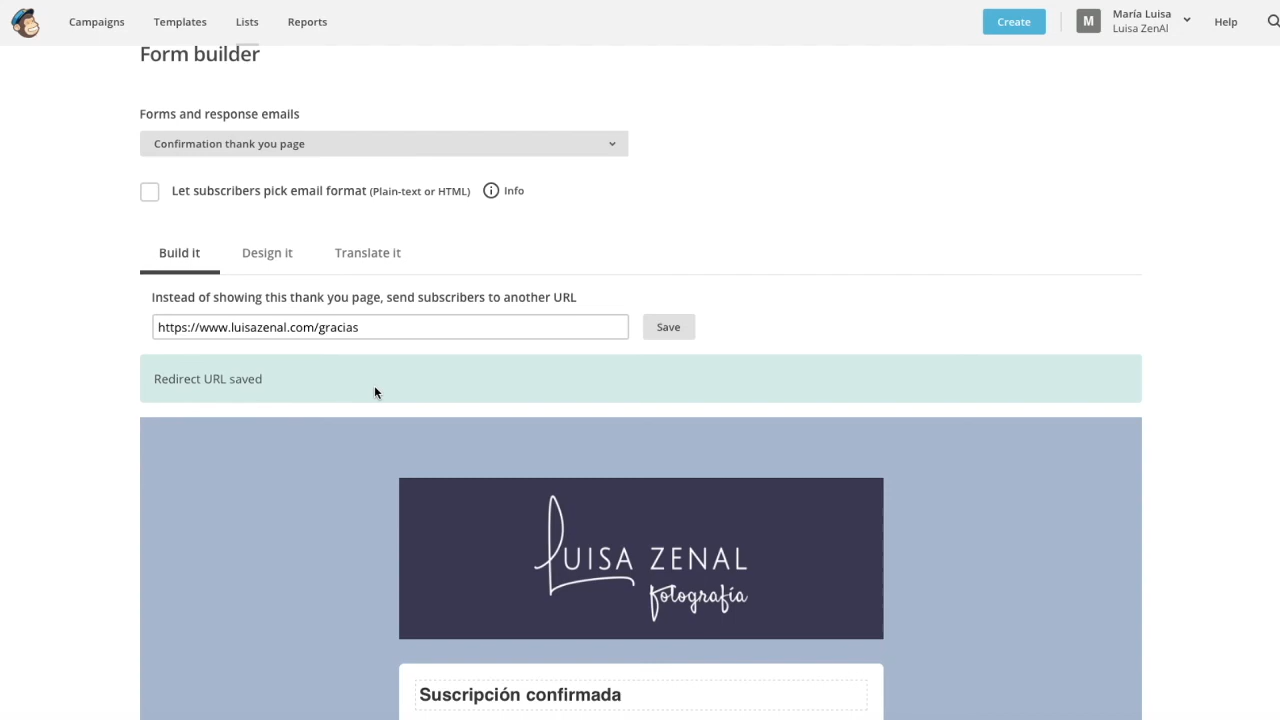 Campaigns Templates Lists Reports Create M María Luisa Help
Luisa ZenAl
Form builder
Forms and response emails
Confirmation thank you page
Let subscribers pick email format (Plain-text or HTML) Info
Build it Design it Translate it
Instead of showing this thank you page, send subscribers to another URL
https://www.luisazenal.com/gracias Save
Redirect URL saved
LUISA ZENAL
fotografía
Suscripción confirmada